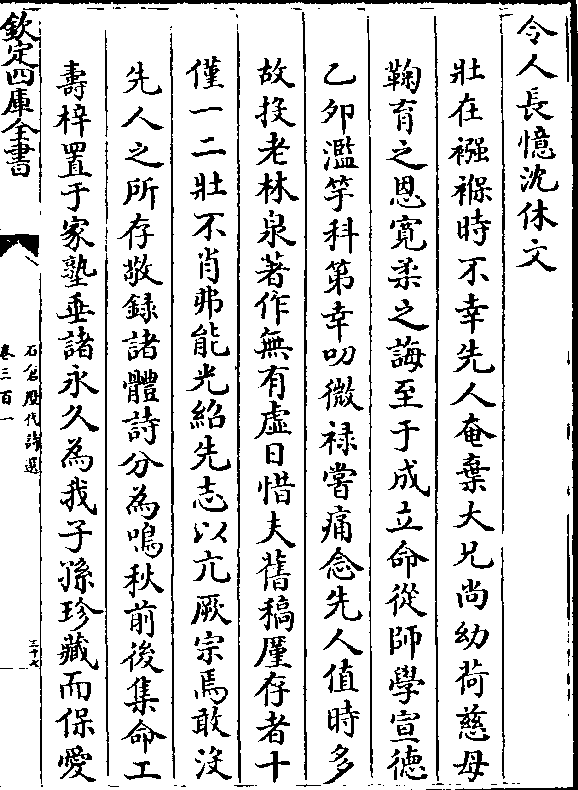 令人長憶沈休文
壯在襁褓時不幸先人奄棄大兄尚幼荷慈母
鞠育之恩寛柔之誨至于成立命從師學宣德
乙卯濫竽科第幸叨微禄嘗痛念先人值時多
故投老林泉著作無有虚日惜夫舊稿厪存者十
僅一二壯不肖弗能光紹先志以亢厥宗焉敢沒
先人之所存敬録諸體詩分為鳴秋前後集命工
壽梓置于家塾垂諸永久為我子孫珍藏而保愛
欽定四庫全書
石倉歷代詩選
卷三百一
三十七